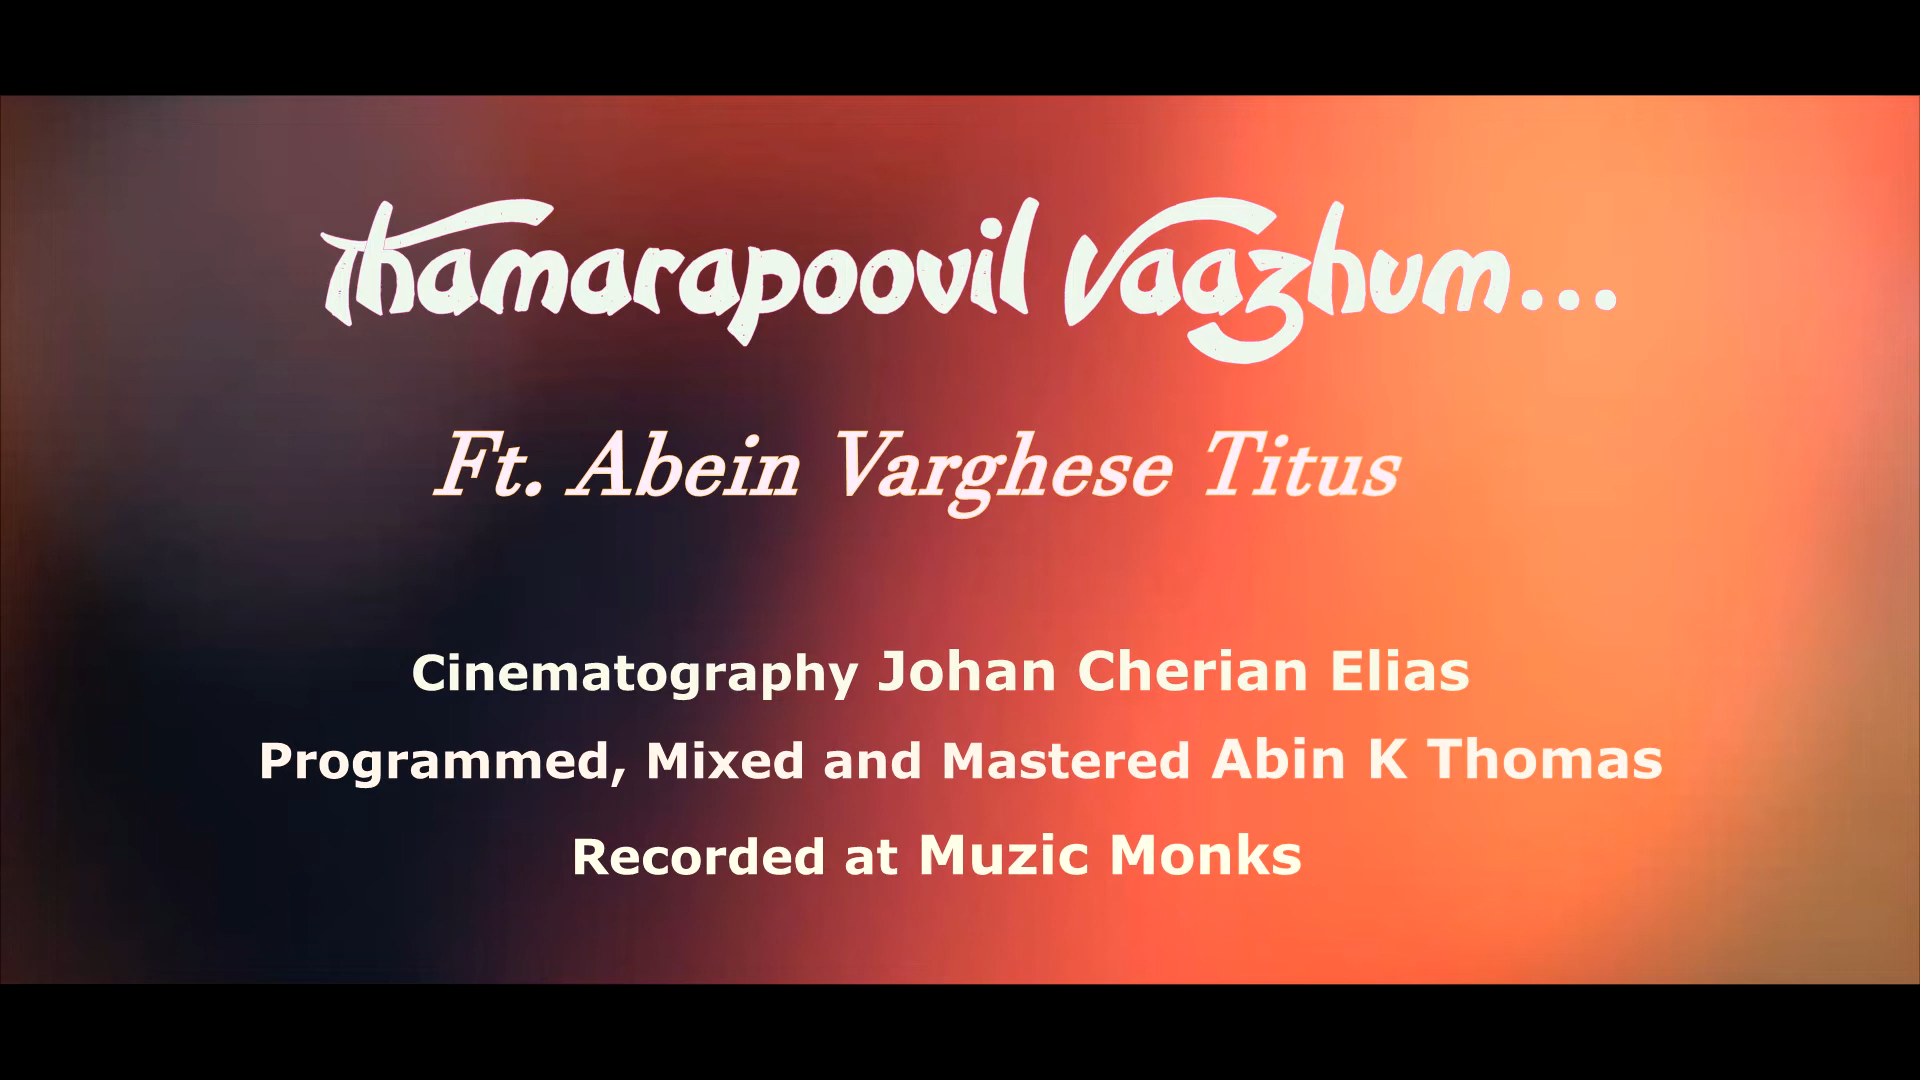 Thamarapoovil Vaazhum...
Ft. Abein Varghese Titus
Cinematography Johan Cherian Elias
Programmed, Mixed and Mastered Abin K Thomas
Recorded at Muzic Monks